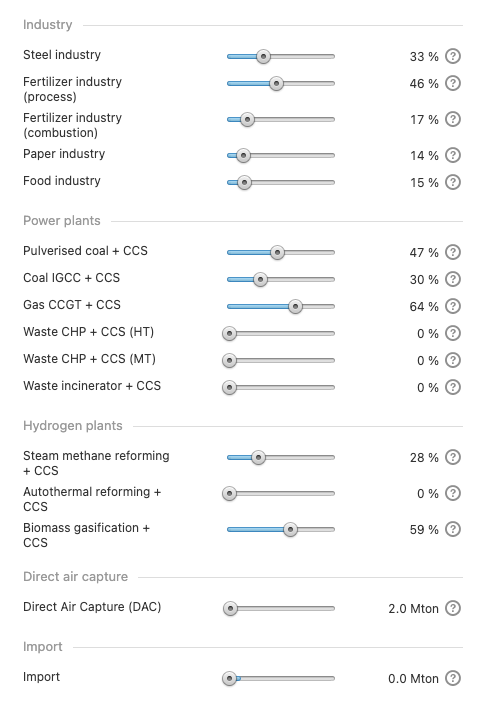 Industry
Steel industry 33 % ?
Fertilizer industry 46 % ?
(process)
Fertilizer industry 17 % ?
(combustion)
Paper industry 14 % ?
Food industry 15 % ?
Power plants
Pulverised coal + CCS 47 % ?
Coal IGCC + CCS 30 % ?
Gas CCGT + CCS 64 % ?
Waste CHP + CCS (HT) 0 % ?
Waste CHP + CCS (MT) 0 % ?
Waste incinerator + CCS 0 % ?
Hydrogen plants
Steam methane reforming 28 % ?
+ CCS
Autothermal reforming + 0 % ?
CCS
Biomass gasification + 59 % ?
CCS
Direct air capture
Direct Air Capture (DAC) 2.0 Mton ?
Import
Import 0.0 Mton ?